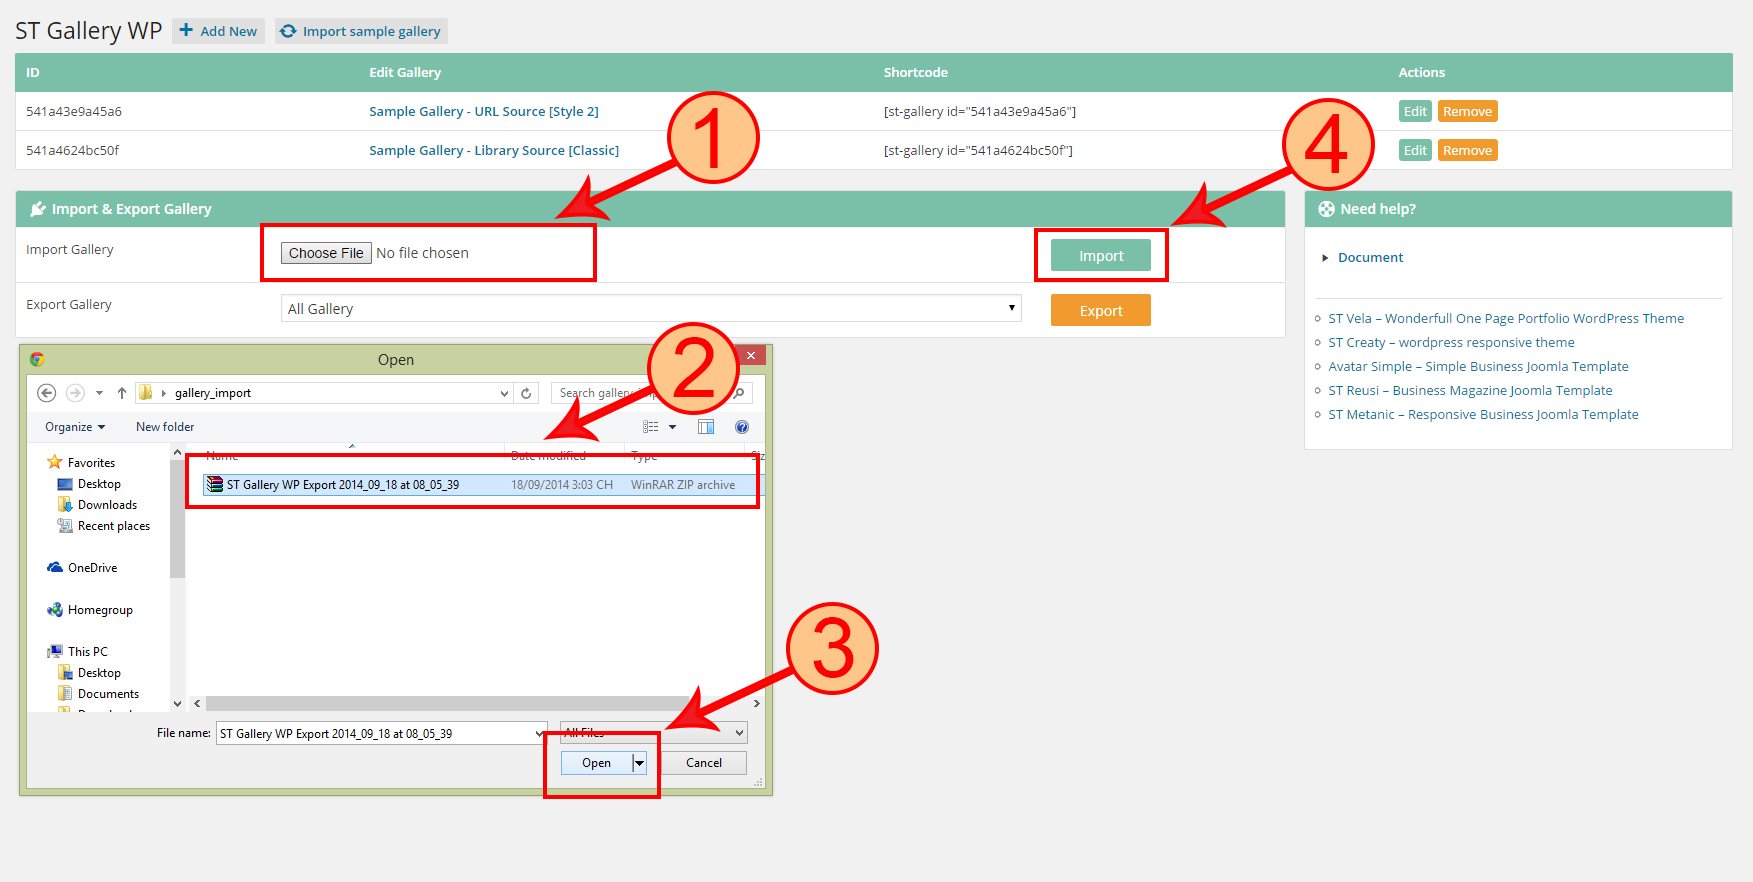 ST Gallery WP Add New Import sample gallery
ID Edit Gallery Shortcode Actions
541a43e9a45a6 Sample Gallery - URL Source [Style 2] [st-gallery id="541a43e9a45a6"] Edit Remove
541a4624bc50f Sample Gallery - Library Source [Classic] [st-gallery id="541a4624bc50f"] Edit Remove
1
4
Import & Export Gallery
Import Gallery Choose File No file chosen Import
Export Gallery All Gallery Export
Need help?
Document
ST Vela – Wonderfull One Page Portfolio WordPress Theme
ST Creaty – wordpress responsive theme
Avatar Simple – Simple Business Joomla Template
ST Reusi – Business Magazine Joomla Template
ST Metanic – Responsive Business Joomla Template
Open
2
gallery_import Search gallery
Organize New folder
Name Date modified Type
ST Gallery WP Export 2014_09_18 at 08_05_39 18/09/2014 3:03 CH WinRAR ZIP archive
Favorites
Desktop
Downloads
Recent places
OneDrive
Homegroup
This PC
Desktop
Documents
3
File name: ST Gallery WP Export 2014_09_18 at 08_05_39 All Files
Open Cancel